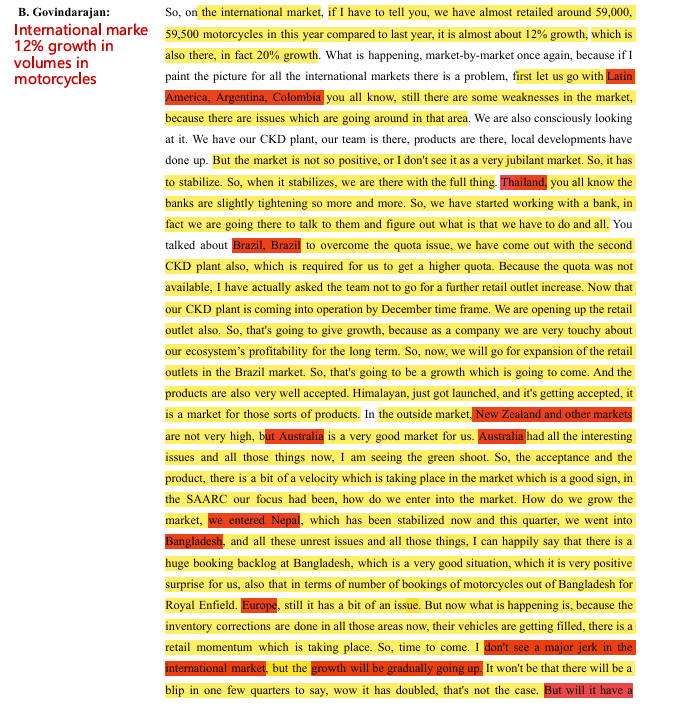 B. Govindarajan:
International marke
12% growth in
volumes in
motorcycles
So, on the international market, if I have to tell you, we have almost retailed around 59,000,
59,500 motorcycles in this year compared to last year, it is almost about 12% growth, which is
also there, in fact 20% growth. What is happening, market-by-market once again, because if I
paint the picture for all the international markets there is a problem, first let us go with Latin
America, Argentina, Colombia you all know, still there are some weaknesses in the market,
because there are issues which are going around in that area. We are also consciously looking
at it. We have our CKD plant, our team is there, products are there, local developments have
done up. But the market is not so positive, or I don't see it as a very jubilant market. So, it has
to stabilize. So, when it stabilizes, we are there with the full thing. Thailand, you all know the
banks are slightly tightening so more and more. So, we have started working with a bank, in
fact we are going there to talk to them and figure out what is that we have to do and all. You
talked about Brazil, Brazil to overcome the quota issue, we have come out with the second
CKD plant also, which is required for us to get a higher quota. Because the quota was not
available, I have actually asked the team not to go for a further retail outlet increase. Now that
our CKD plant is coming into operation by December time frame. We are opening up the retail
outlet also. So, that's going to give growth, because as a company we are very touchy about
our ecosystem's profitability for the long term. So, now, we will go for expansion of the retail
outlets in the Brazil market. So, that's going to be a growth which is going to come. And the
products are also very well accepted. Himalayan, just got launched, and it's getting accepted, it
is a market for those sorts of products. In the outside market, New Zealand and other markets
are not very high, but Australia is a very good market for us. Australia had all the interesting
issues and all those things now, I am seeing the green shoot. So, the acceptance and the
product, there is a bit of a velocity which is taking place in the market which is a good sign, in
the SAARC our focus had been, how do we enter into the market. How do we grow the
market, we entered Nepal, which has been stabilized now and this quarter, we went into
Bangladesh, and all these unrest issues and all those things, I can happily say that there is a
huge booking backlog at Bangladesh, which is a very good situation, which it is very positive
surprise for us, also that in terms of number of bookings of motorcycles out of Bangladesh for
Royal Enfield. Europe, still it has a bit of an issue. But now what is happening is, because the
inventory corrections are done in all those areas now, their vehicles are getting filled, there is a
retail momentum which is taking place. So, time to come. I don't see a major jerk in the
international market, but the growth will be gradually going up. It won't be that there will be a
blip in one few quarters to say, wow it has doubled, that's not the case. But will it have a